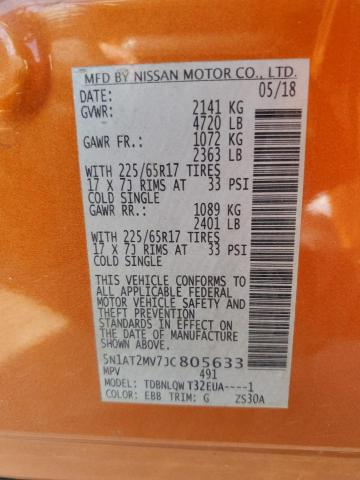 MFD BY NISSAN MOTOR CO., LTD.
DATE: 05/18
GVWR: 2141 KG
4720 LB
GAWR FR.: 1072 KG
2363 LB
WITH 225/65R17 TIRES
17 X 7J RIMS AT 33 PSI
COLD SINGLE
GAWR RR.: 1089 KG
2401 LB
WITH 225/65R17 TIRES
17 X 7J RIMS AT 33 PSI
COLD SINGLE
THIS VEHICLE CONFORMS TO
ALL APPLICABLE FEDERAL
MOTOR VEHICLE SAFETY AND
THEFT PREVENTION
STANDARDS IN EFFECT ON
THE DATE OF MANUFACTURE
SHOWN ABOVE.
5N1AT2MV7JC805633
MPV 491
MODEL: TDBNLQW T32EUA----1
COLOR: EBB TRIM: G ZS30A